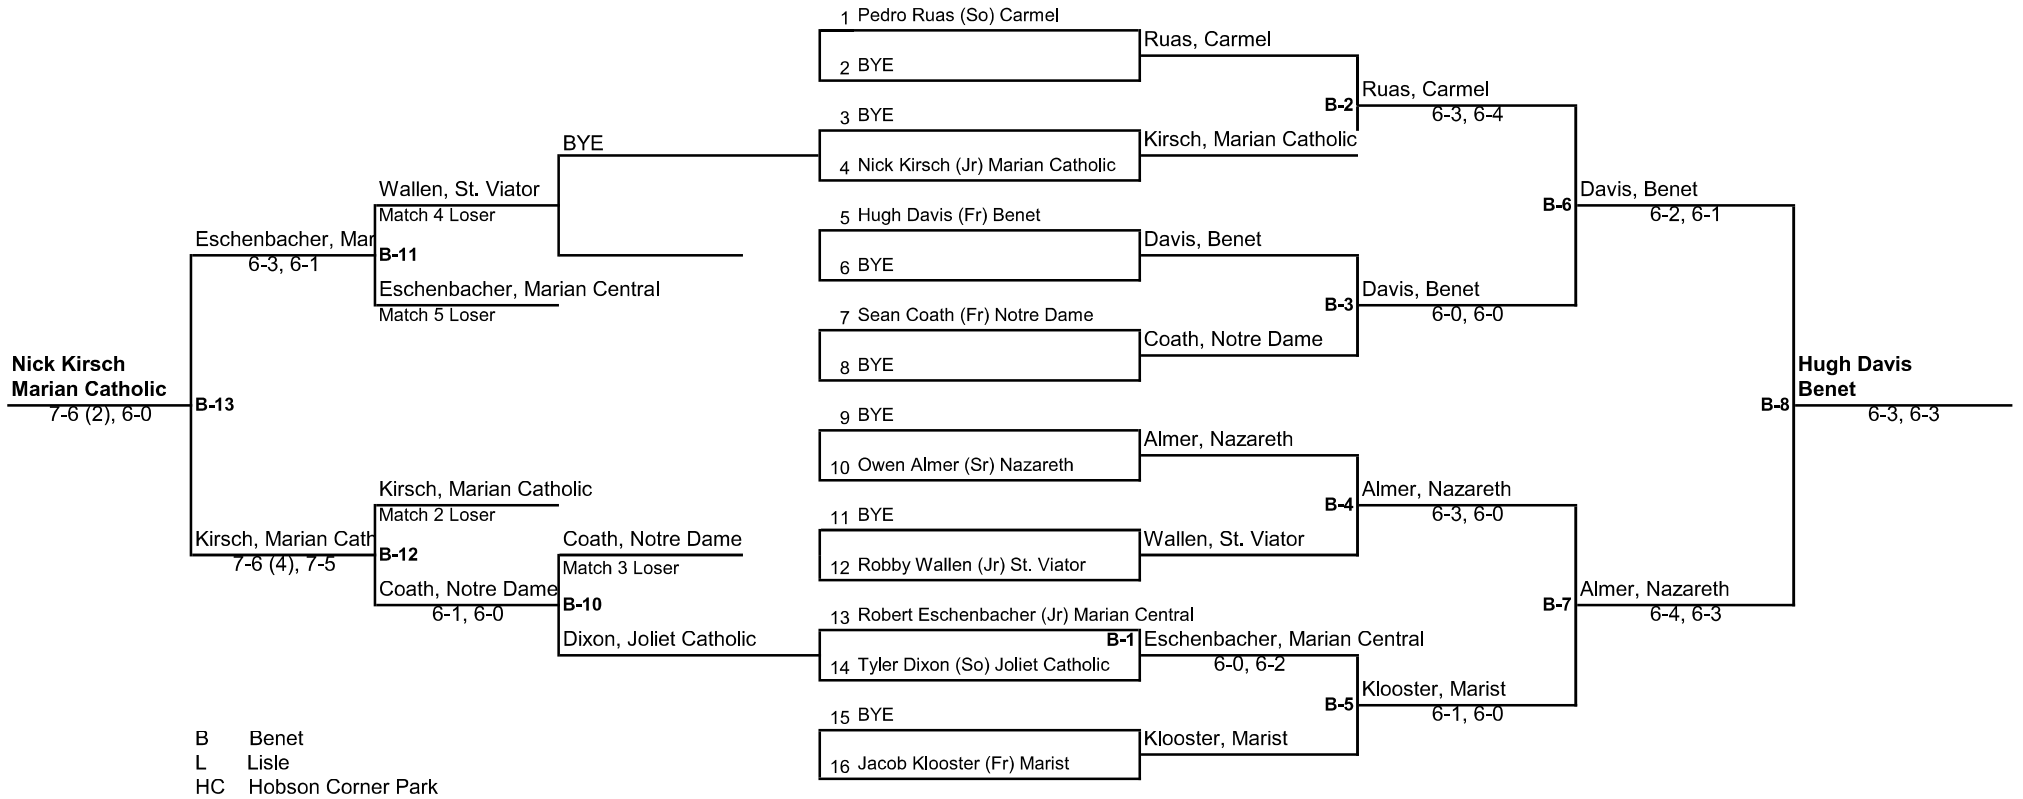 1 Pedro Ruas (So) Carmel
Ruas, Carmel
2 BYE
Ruas, Carmel
B-2
6-3, 6-4
3 BYE
BYE
Kirsch, Marian Catholic
4 Nick Kirsch (Jr) Marian Catholic
Wallen, St. Viator
Match 4 Loser
Davis, Benet
B-6
6-2, 6-1
5 Hugh Davis (Fr) Benet
Eschenbacher, Mar
B-11
6-3, 6-1
Davis, Benet
6 BYE
Eschenbacher, Marian Central
Match 5 Loser
Davis, Benet
B-3
6-0, 6-0
7 Sean Coath (Fr) Notre Dame
Coath, Notre Dame
8 BYE
Nick Kirsch
Marian Catholic
B-13
7-6 (2), 6-0
Hugh Davis
Benet
B-8
6-3, 6-3
9 BYE
Almer, Nazareth
10 Owen Almer (Sr) Nazareth
Kirsch, Marian Catholic
Match 2 Loser
Almer, Nazareth
B-4
6-3, 6-0
11 BYE
Kirsch, Marian Cath
B-12
7-6 (4), 7-5
Coath, Notre Dame
Match 3 Loser
Wallen, St. Viator
12 Robby Wallen (Jr) St. Viator
Coath, Notre Dame
6-1, 6-0
B-10
Almer, Nazareth
B-7
6-4, 6-3
13 Robert Eschenbacher (Jr) Marian Central
Dixon, Joliet Catholic
B-1
Eschenbacher, Marian Central
6-0, 6-2
14 Tyler Dixon (So) Joliet Catholic
Klooster, Marist
B-5
6-1, 6-0
15 BYE
Klooster, Marist
16 Jacob Klooster (Fr) Marist
B Benet
L Lisle
HC Hobson Corner Park